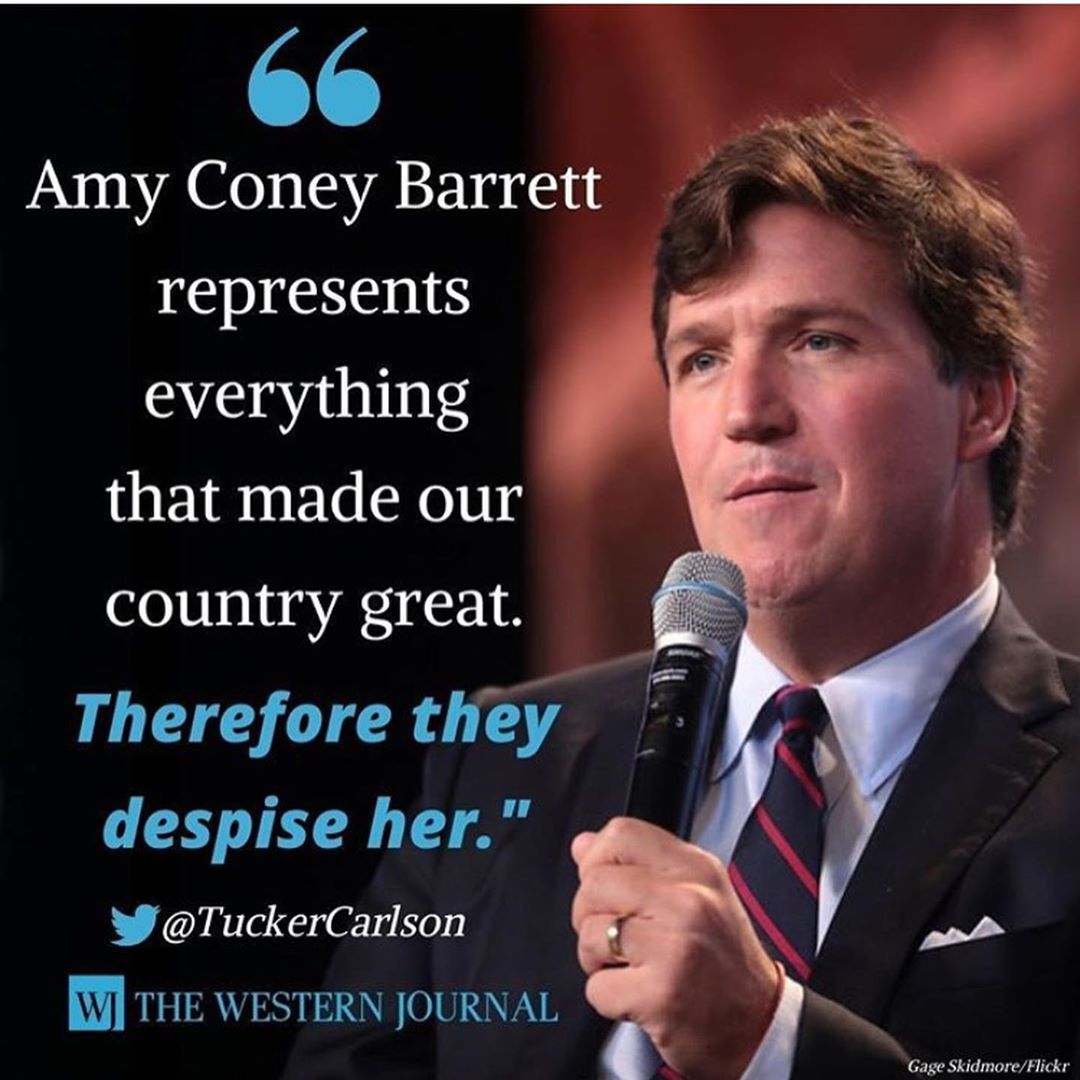 “
Amy Coney Barrett
represents
everything
that made our
country great.
Therefore they
despise her."
@TuckerCarlson
WJ THE WESTERN JOURNAL
Gage Skidmore/Flickr